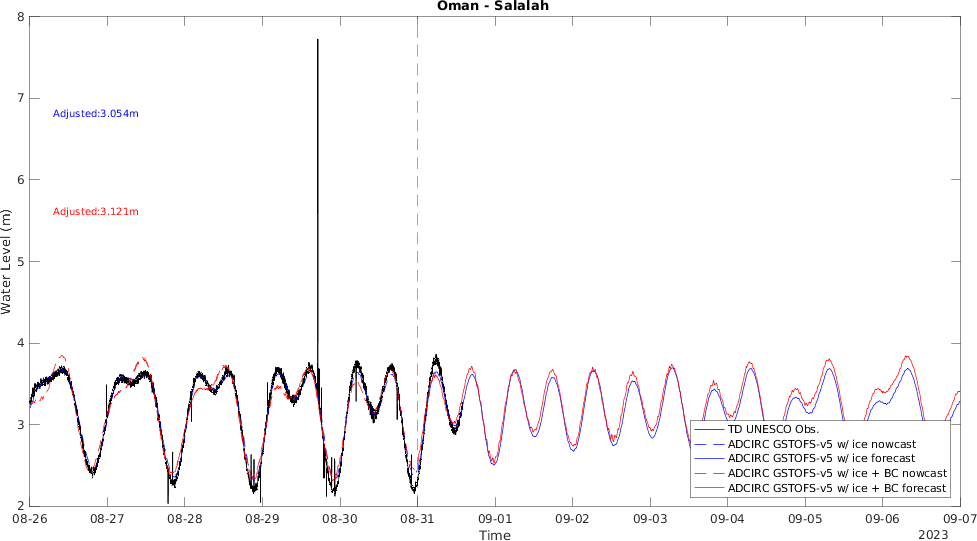 Oman - Salalah
8
7
6
5
4
3
2
Water Level (m)
Adjusted:3.054m
Adjusted:3.121m
TD UNESCO Obs.
ADCIRC GSTOFS-v5 w/ ice nowcast
ADCIRC GSTOFS-v5 w/ ice forecast
ADCIRC GSTOFS-v5 w/ ice + BC nowcast
ADCIRC GSTOFS-v5 w/ ice + BC forecast
08-26 08-27 08-28 08-29 08-30 08-31 09-01 09-02 09-03 09-04 09-05 09-06 09-07
Time
2023